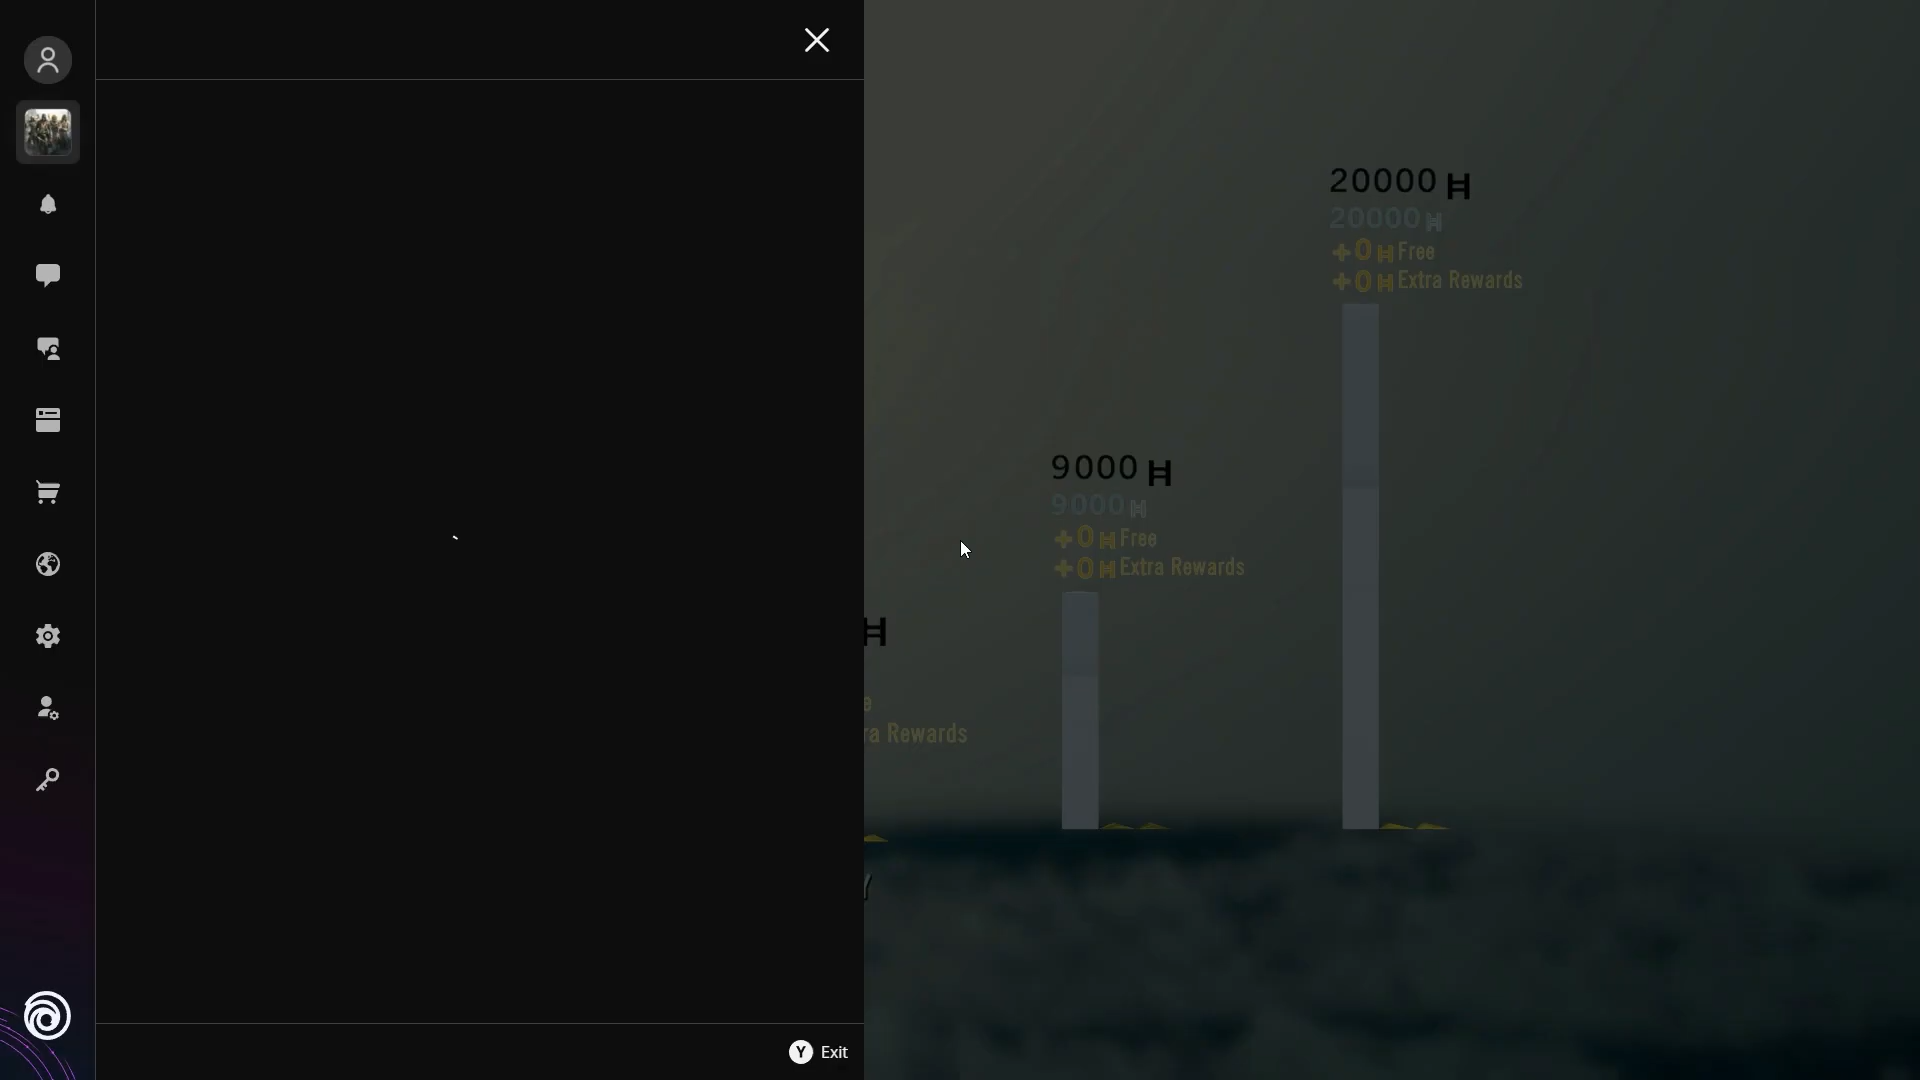 20000 H
20000 H
+0 H Free
+0 H Extra Rewards
9000 H
9000 H
+0 H Free
+0 H Extra Rewards
H
e
ra Rewards
Y Exit